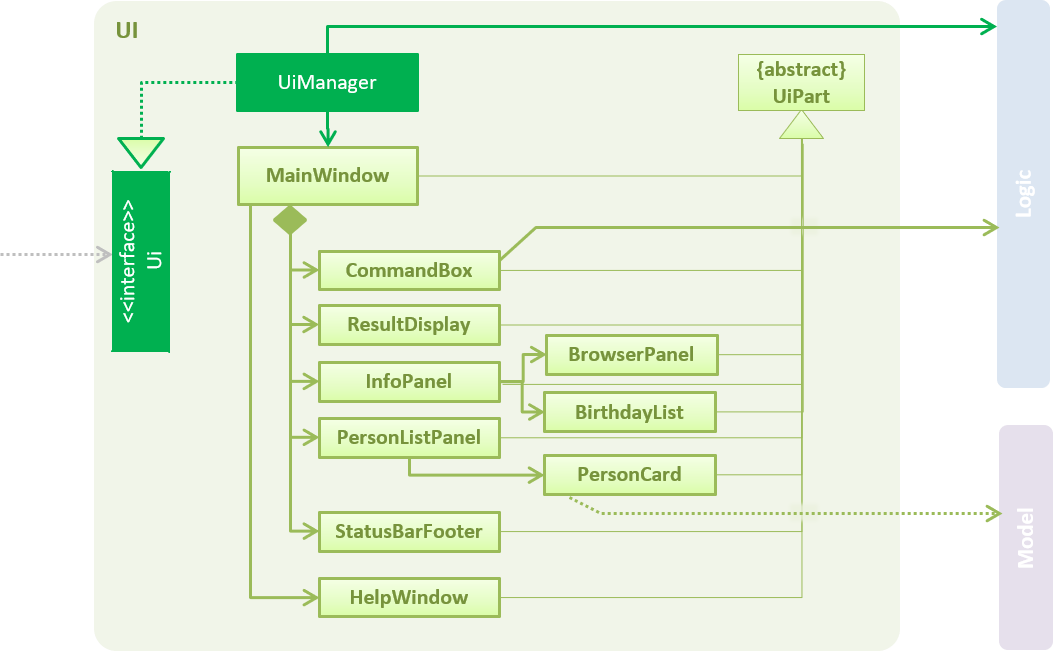 UI
UiManager
{abstract}
UiPart
MainWindow
<<interface>>
Ui
Logic
CommandBox
ResultDisplay
BrowserPanel
InfoPanel
BirthdayList
PersonListPanel
PersonCard
StatusBarFooter
Model
HelpWindow